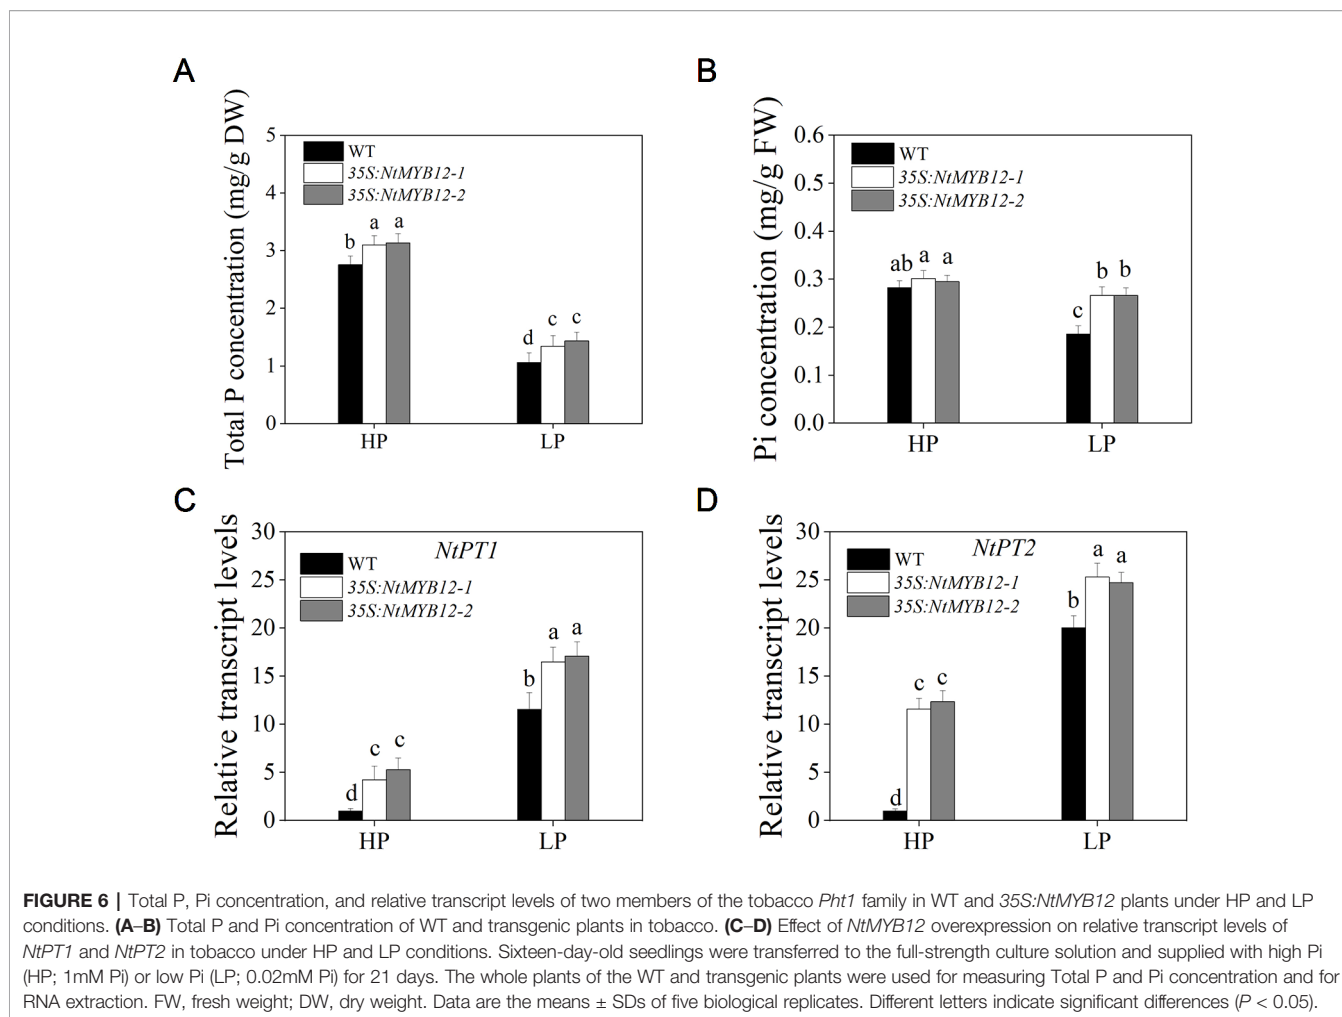 A
Total P concentration (mg/g DW)
5
4
3
2
1
0
WT
35S:NtMYB12-1
35S:NtMYB12-2
b
a
a
d
c
c
HP
LP
B
Pi concentration (mg/g FW)
0.6
0.5
0.4
0.3
0.2
0.1
0.0
WT
35S:NtMYB12-1
35S:NtMYB12-2
ab
a
a
c
b
b
HP
LP
C
Relative transcript levels
30
25
20
15
10
5
0
NtPT1
WT
35S:NtMYB12-1
35S:NtMYB12-2
d
c
c
b
a
a
HP
LP
D
Relative transcript levels
30
25
20
15
10
5
0
NtPT2
WT
35S:NtMYB12-1
35S:NtMYB12-2
d
c
c
b
a
a
HP
LP
FIGURE 6 | Total P, Pi concentration, and relative transcript levels of two members of the tobacco Pht1 family in WT and 35S:NtMYB12 plants under HP and LP
conditions. (A–B) Total P and Pi concentration of WT and transgenic plants in tobacco. (C–D) Effect of NtMYB12 overexpression on relative transcript levels of
NtPT1 and NtPT2 in tobacco under HP and LP conditions. Sixteen-day-old seedlings were transferred to the full-strength culture solution and supplied with high Pi
(HP; 1mM Pi) or low Pi (LP; 0.02mM Pi) for 21 days. The whole plants of the WT and transgenic plants were used for measuring Total P and Pi concentration and for
RNA extraction. FW, fresh weight; DW, dry weight. Data are the means ± SDs of five biological replicates. Different letters indicate significant differences (P < 0.05).